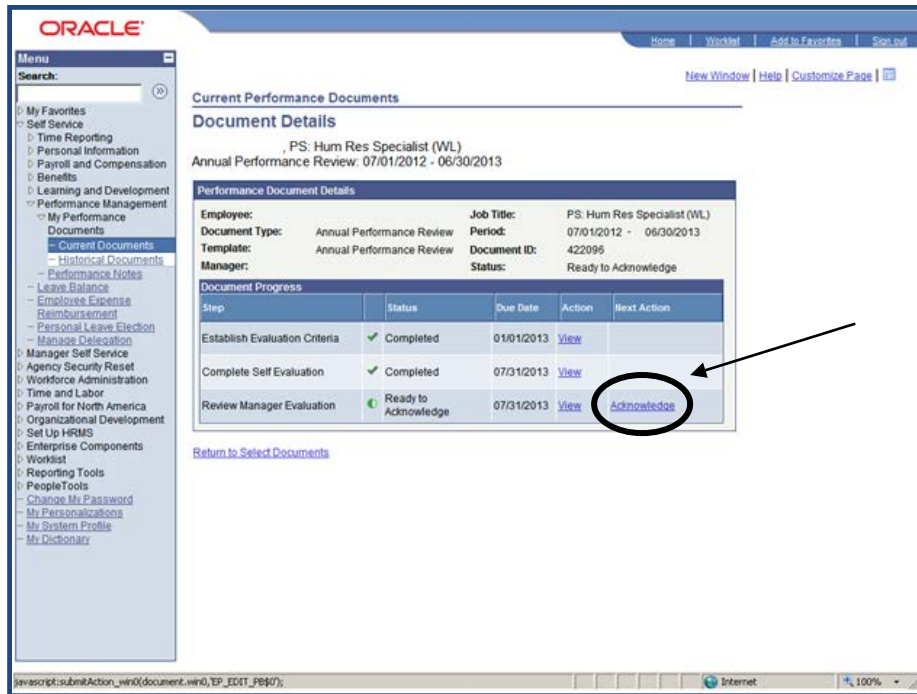 ORACLE'
Home | Worklist | Add to Favorites | Sign out
Menu
Search:
New Window | Help | Customize Page |
My Favorites
Self Service
Time Reporting
Personal Information
Payroll and Compensation
Benefits
Learning and Development
Performance Management
My Performance
Documents
– Current Documents
– Historical Documents
– Performance Notes
– Leave Balance
– Employee Expense
Reimbursement
– Personal Leave Election
– Manage Delegation
Manager Self Service
Agency Security Reset
Workforce Administration
Time and Labor
Payroll for North America
Organizational Development
Set Up HRMS
Enterprise Components
Worklist
Reporting Tools
PeopleTools
– Change My Password
– My Personalizations
– My System Profile
– My Dictionary
Current Performance Documents
Document Details
, PS: Hum Res Specialist (WL)
Annual Performance Review: 07/01/2012 - 06/30/2013
Performance Document Details
Employee: Job Title: PS: Hum Res Specialist (WL)
Document Type: Annual Performance Review Period: 07/01/2012 - 06/30/2013
Template: Annual Performance Review Document ID: 422096
Manager: Status: Ready to Acknowledge
Document Progress
Step Status Due Date Action Next Action
Establish Evaluation Criteria Completed 01/01/2013 View
Complete Self Evaluation Completed 07/31/2013 View
Review Manager Evaluation Ready to Acknowledge 07/31/2013 View Acknowledge
Return to Select Documents
javascript:submitAction_win0(document.win0,'EP_EDIT_PB$0'); Internet 100%